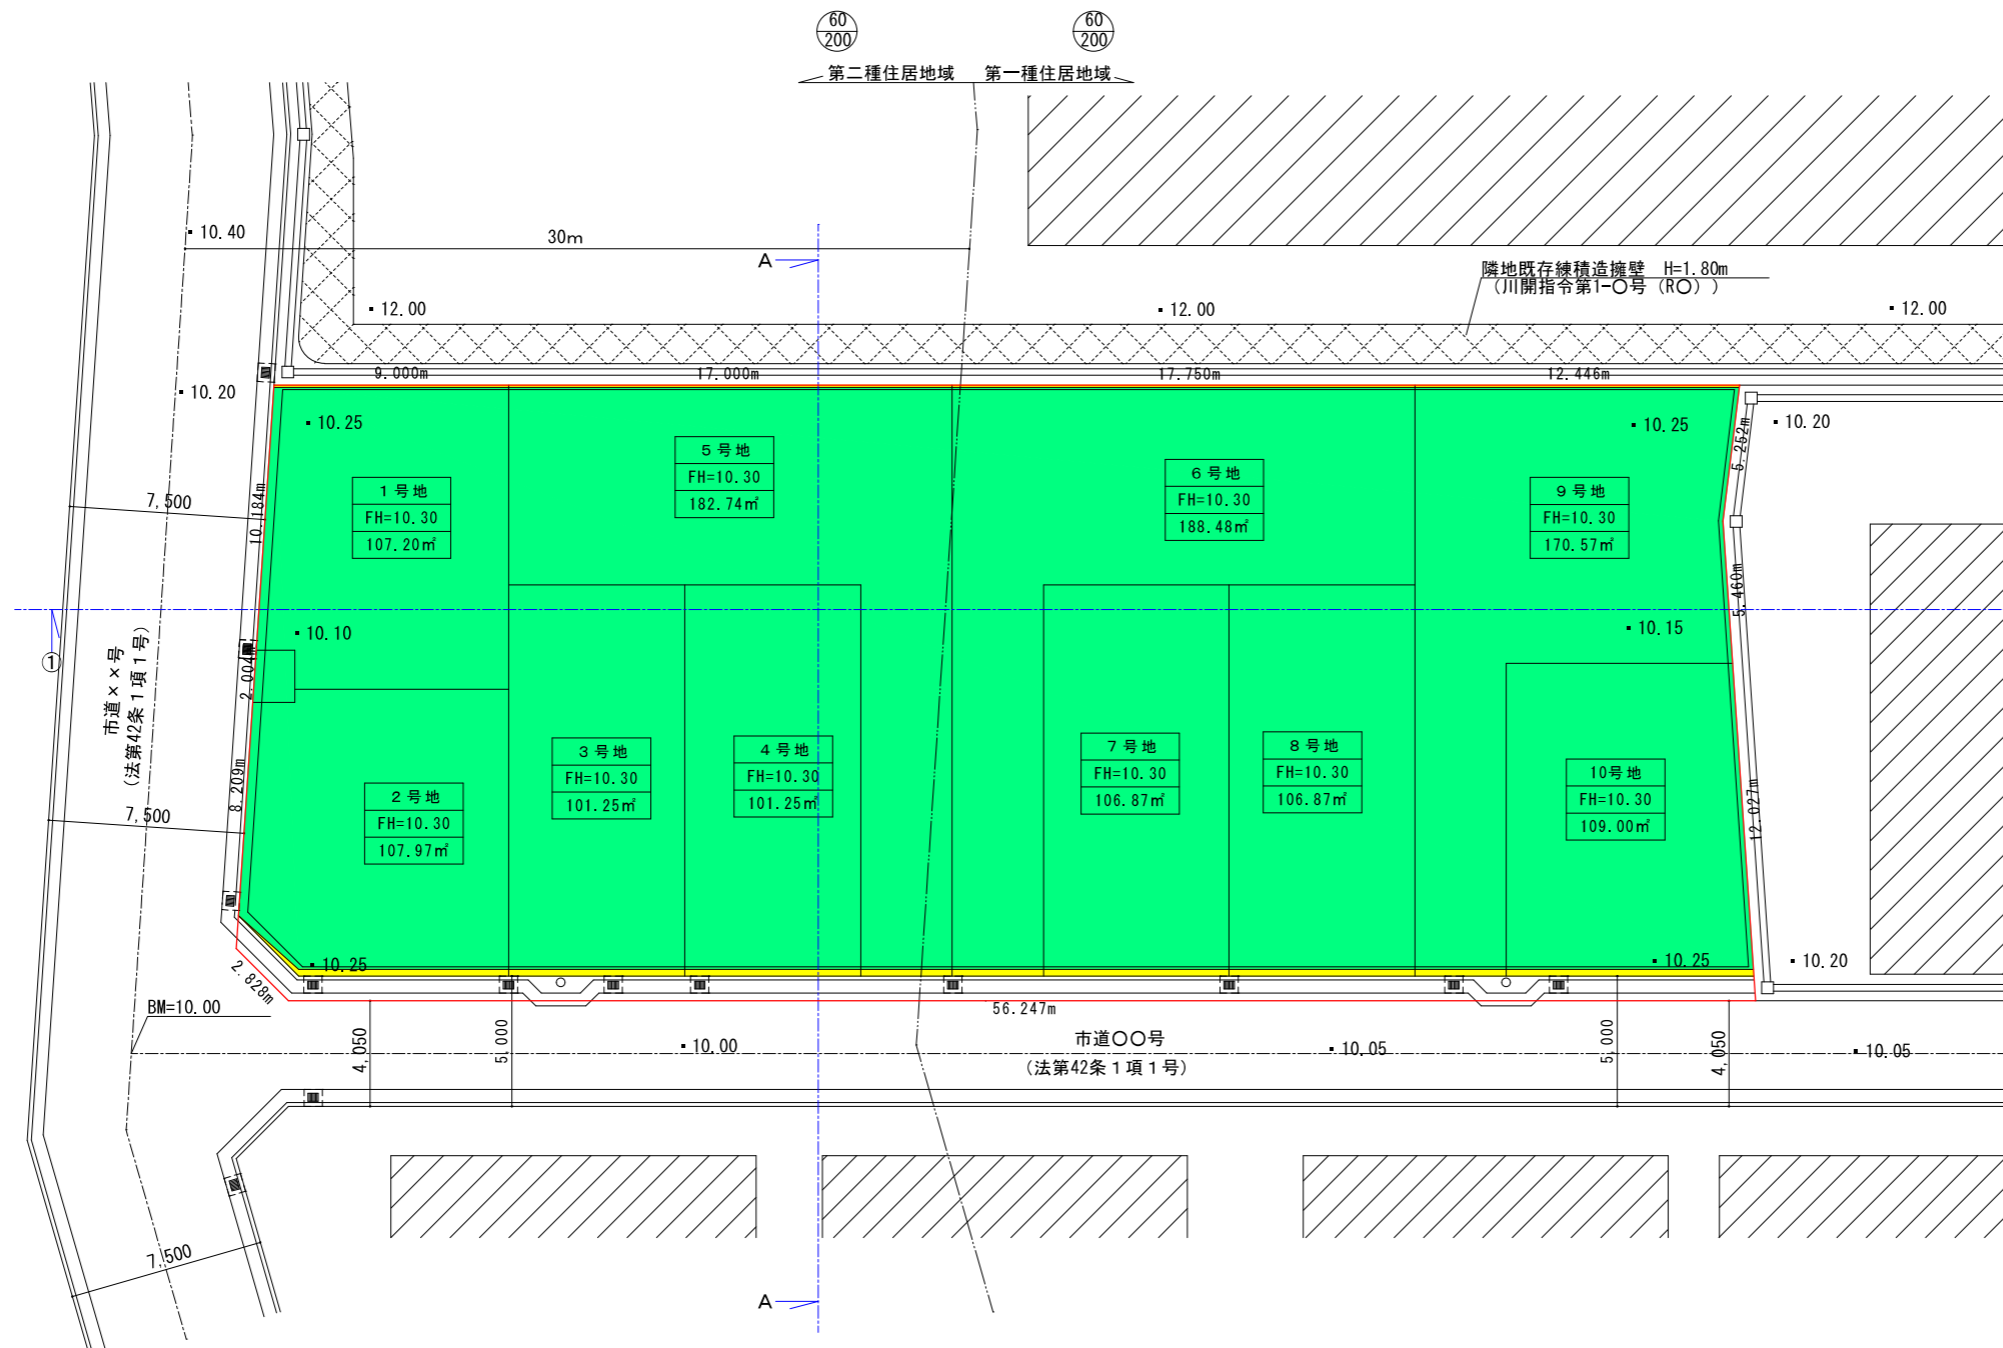 60
200
60
200
第二種住居地域
第一種住居地域
10.40
30m
A
隣地既存練積造擁壁 H=1.80m
(川開指令第1-〇号(R〇))
12.00
12.00
12.00
9.000m
17.000m
17.750m
12.446m
10.20
10.25
10.25
10.20
5.252m
5号地
FH=10.30
182.74㎡
6号地
FH=10.30
188.48㎡
1号地
FH=10.30
107.20㎡
9号地
FH=10.30
170.57㎡
7,500
10.184m
5.460m
10.10
10.15
①
市道××号
(法第42条1項1号)
2.004m
3号地
FH=10.30
101.25㎡
4号地
FH=10.30
101.25㎡
7号地
FH=10.30
106.87㎡
8号地
FH=10.30
106.87㎡
10号地
FH=10.30
109.00㎡
2号地
FH=10.30
107.97㎡
8.209m
7,500
12.027m
10.25
10.25
10.20
2.828m
BM=10.00
56.247m
4,050
5,000
10.00
市道〇〇号
(法第42条1項1号)
10.05
5,000
4,050
10.05
7,500
A